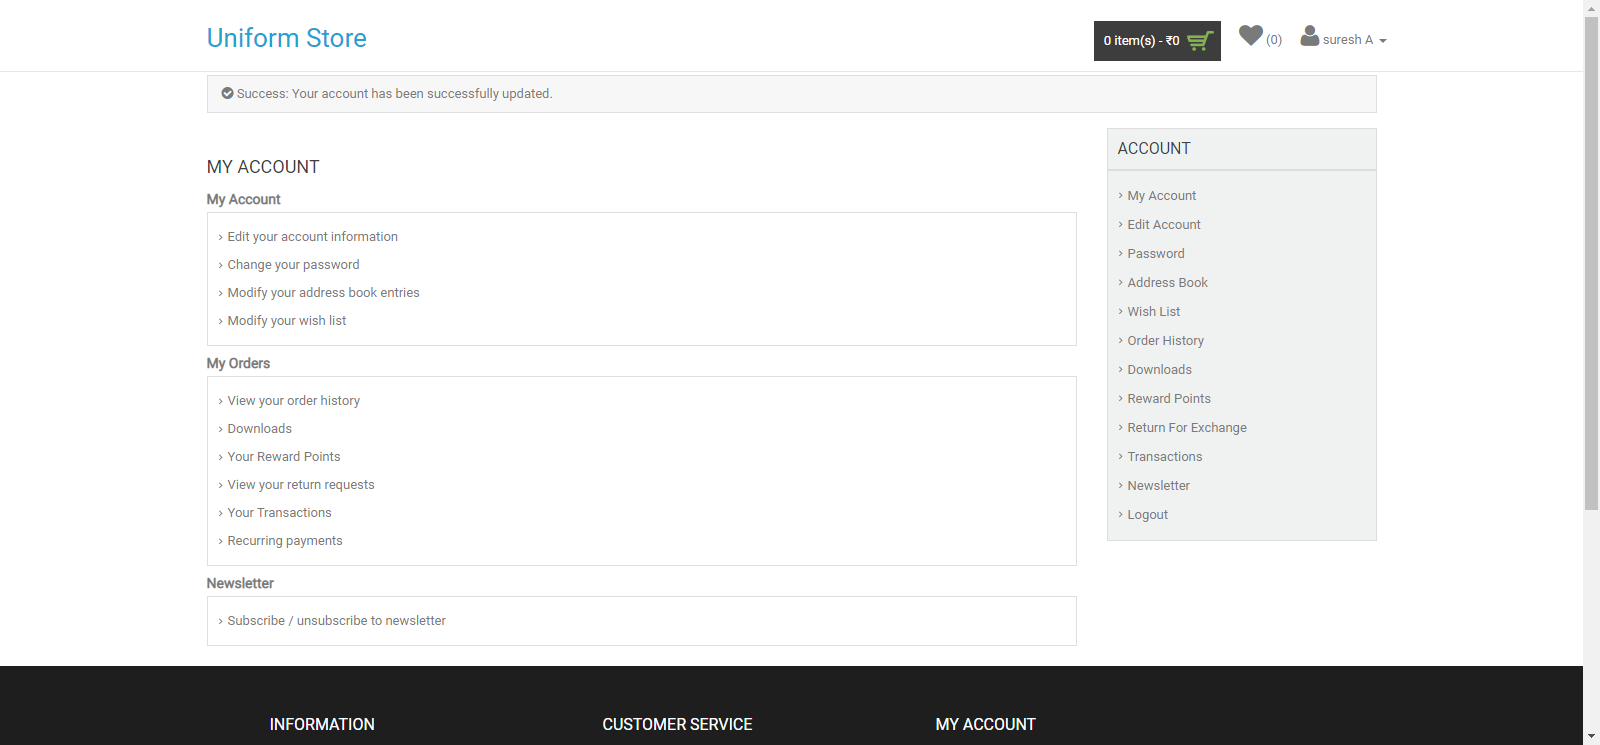 Uniform Store
0 item(s) - ₹0
(0)
suresh A
Success: Your account has been successfully updated.
MY ACCOUNT
My Account
Edit your account information
Change your password
Modify your address book entries
Modify your wish list
My Orders
View your order history
Downloads
Your Reward Points
View your return requests
Your Transactions
Recurring payments
Newsletter
Subscribe / unsubscribe to newsletter
ACCOUNT
My Account
Edit Account
Password
Address Book
Wish List
Order History
Downloads
Reward Points
Return For Exchange
Transactions
Newsletter
Logout
INFORMATION
CUSTOMER SERVICE
MY ACCOUNT